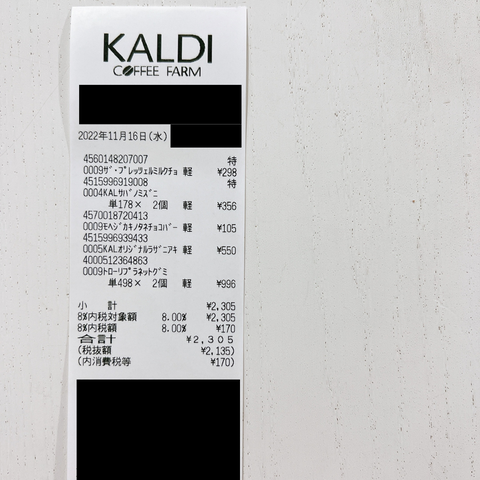 KALDI
COFFEE FARM
2022年11月16日(水)
4560148207007 特
0009ザ・プレッツェルミルクチョ 軽 ¥298
4515996919008 特
0004KALサバノミズニ
単178× 2個 軽 ¥356
4570018720413
0009モヘジカキノタネチョコバー 軽 ¥105
4515996939433
0005KALオリジナルラザニアキ 軽 ¥550
4000512364863
0009トローリプラネットグミ
単498× 2個 軽 ¥996
小 計 ¥2,305
8%内税対象額 8.00% ¥2,305
8%内税額 8.00% ¥170
合計 ¥2,305
(税抜額 ¥2,135)
(内消費税等 ¥170)